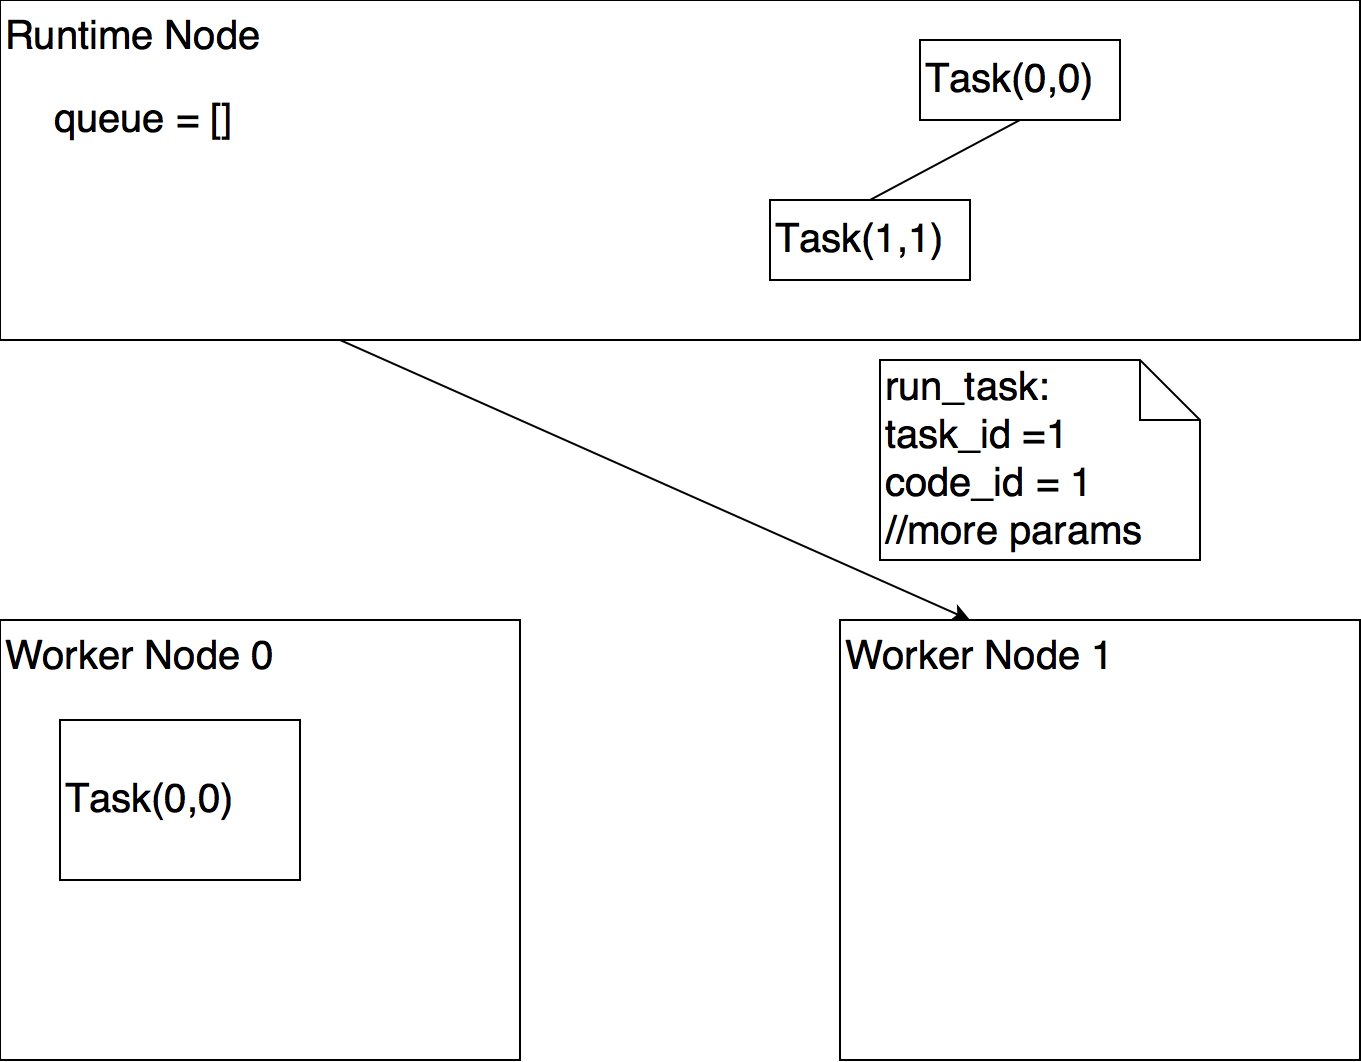 Runtime Node
queue = []
Task(0,0)
Task(1,1)
run_task:
task_id =1
code_id = 1
//more params
Worker Node 0
Task(0,0)
Worker Node 1